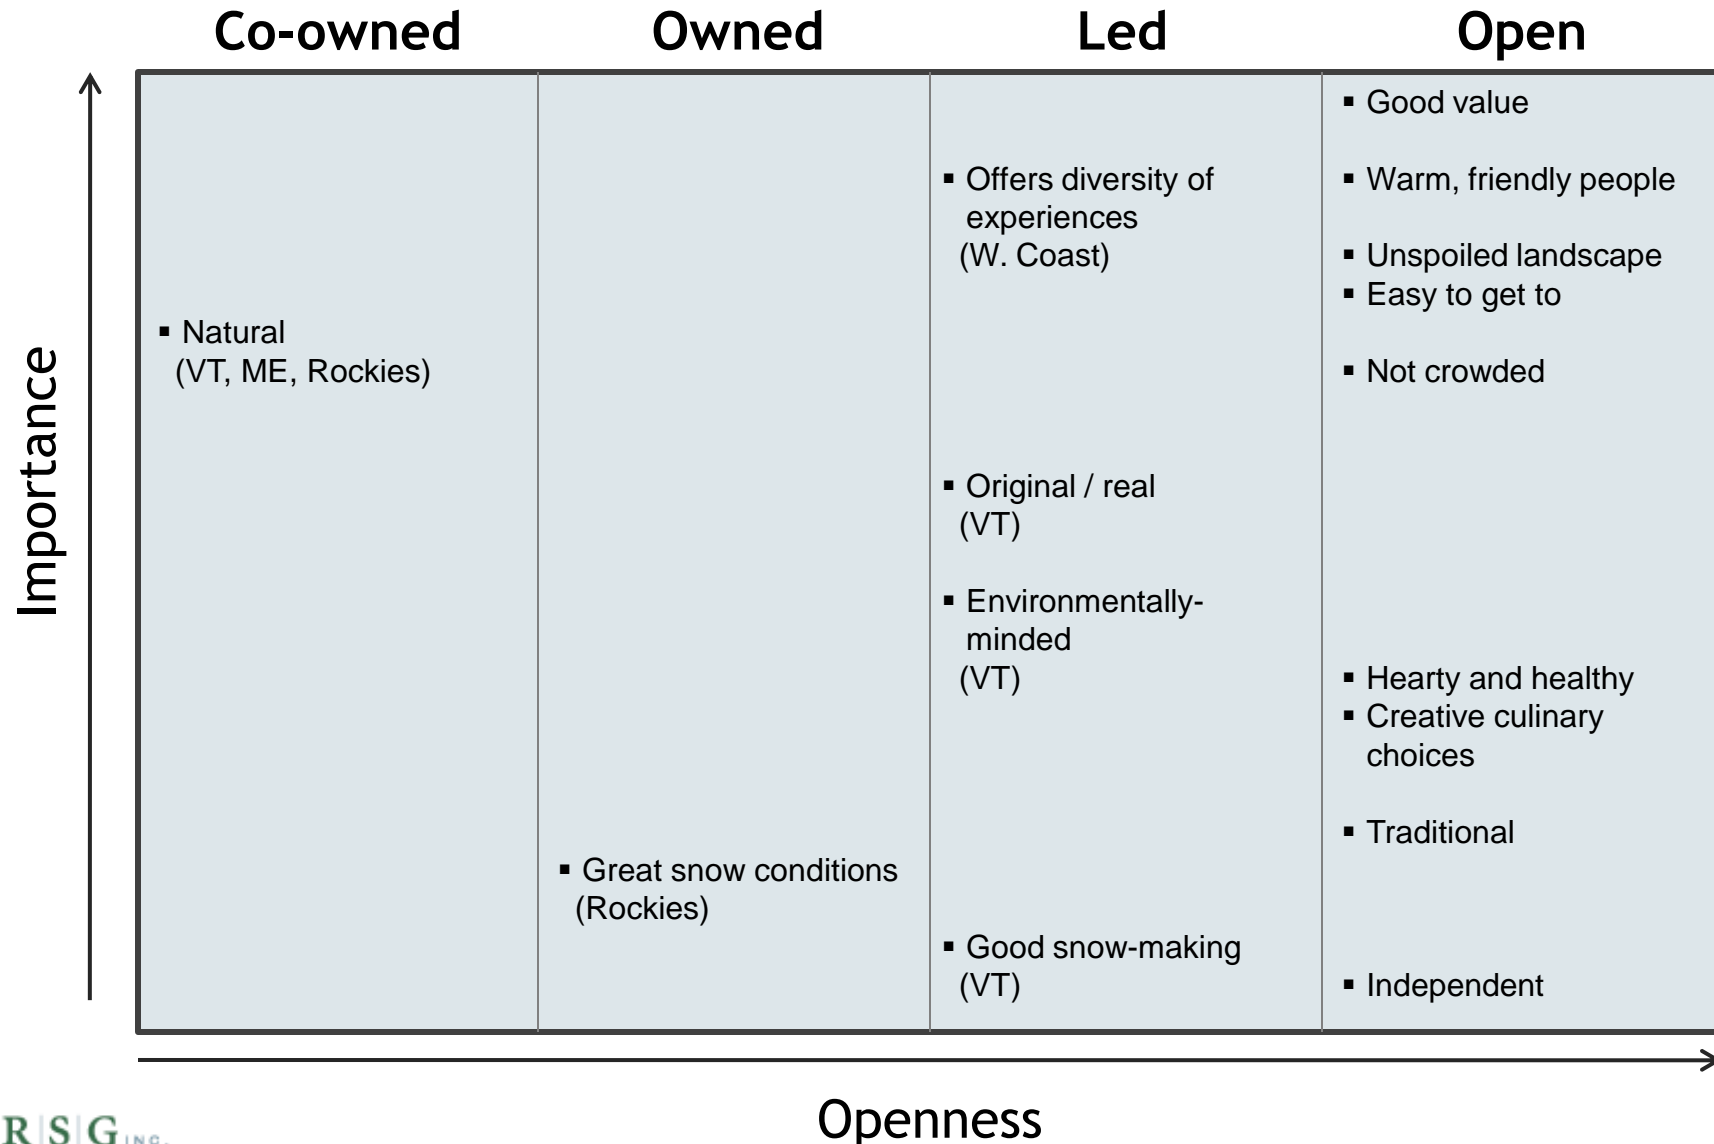 Co-owned
Owned
Led
Open
Importance
▪ Natural
(VT, ME, Rockies)
▪ Great snow conditions
(Rockies)
▪ Offers diversity of
experiences
(W. Coast)
▪ Original / real
(VT)
▪ Environmentally-
minded
(VT)
▪ Good snow-making
(VT)
▪ Good value
▪ Warm, friendly people
▪ Unspoiled landscape
▪ Easy to get to
▪ Not crowded
▪ Hearty and healthy
▪ Creative culinary
choices
▪ Traditional
▪ Independent
Openness
R|S|G INC.